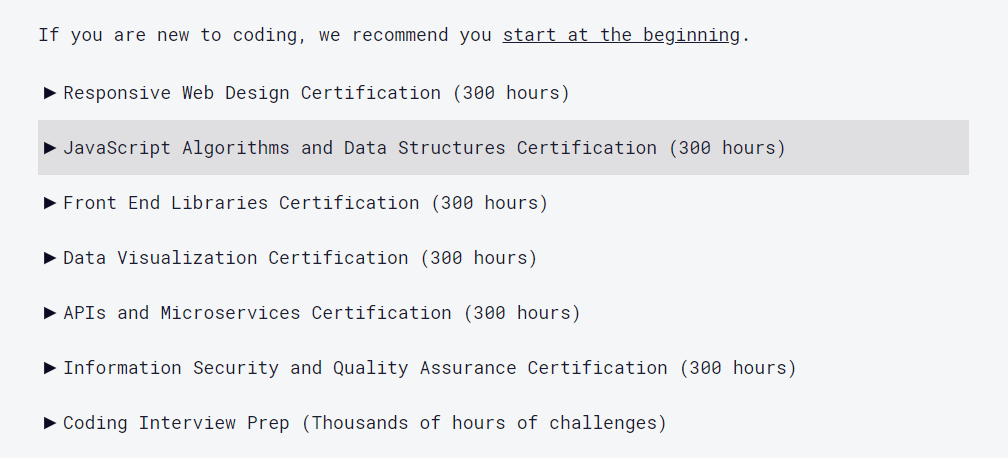 If you are new to coding, we recommend you start at the beginning.
▶ Responsive Web Design Certification (300 hours)
▶ JavaScript Algorithms and Data Structures Certification (300 hours)
▶ Front End Libraries Certification (300 hours)
▶ Data Visualization Certification (300 hours)
▶ APIs and Microservices Certification (300 hours)
▶ Information Security and Quality Assurance Certification (300 hours)
▶ Coding Interview Prep (Thousands of hours of challenges)